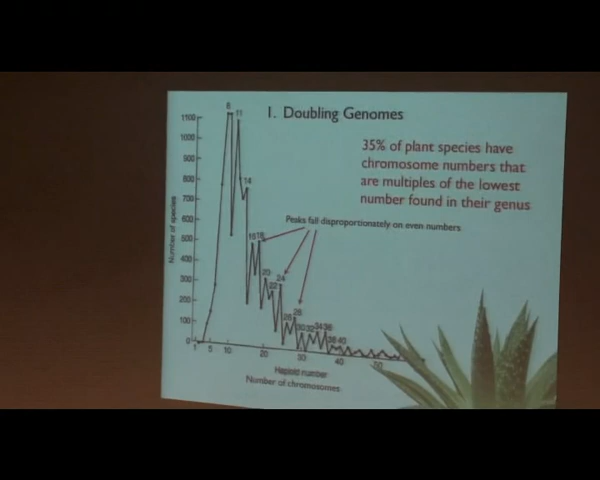 1. Doubling Genomes
35% of plant species have
chromosome numbers that
are multiples of the lowest
number found in their genus
Peaks fall disproportionately on even numbers
Number of species
1100
1000
900
800
700
600
500
400
300
200
100
0
8
11
14
18
20
22
24
26
28
30 32 34 36
38 40
1 5 10 20 30 40 50
Haploid number
Number of chromosomes